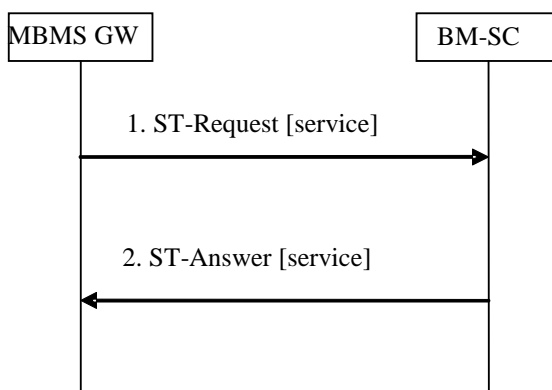 MBMS GW
BM-SC
1. ST-Request [service]
2. ST-Answer [service]